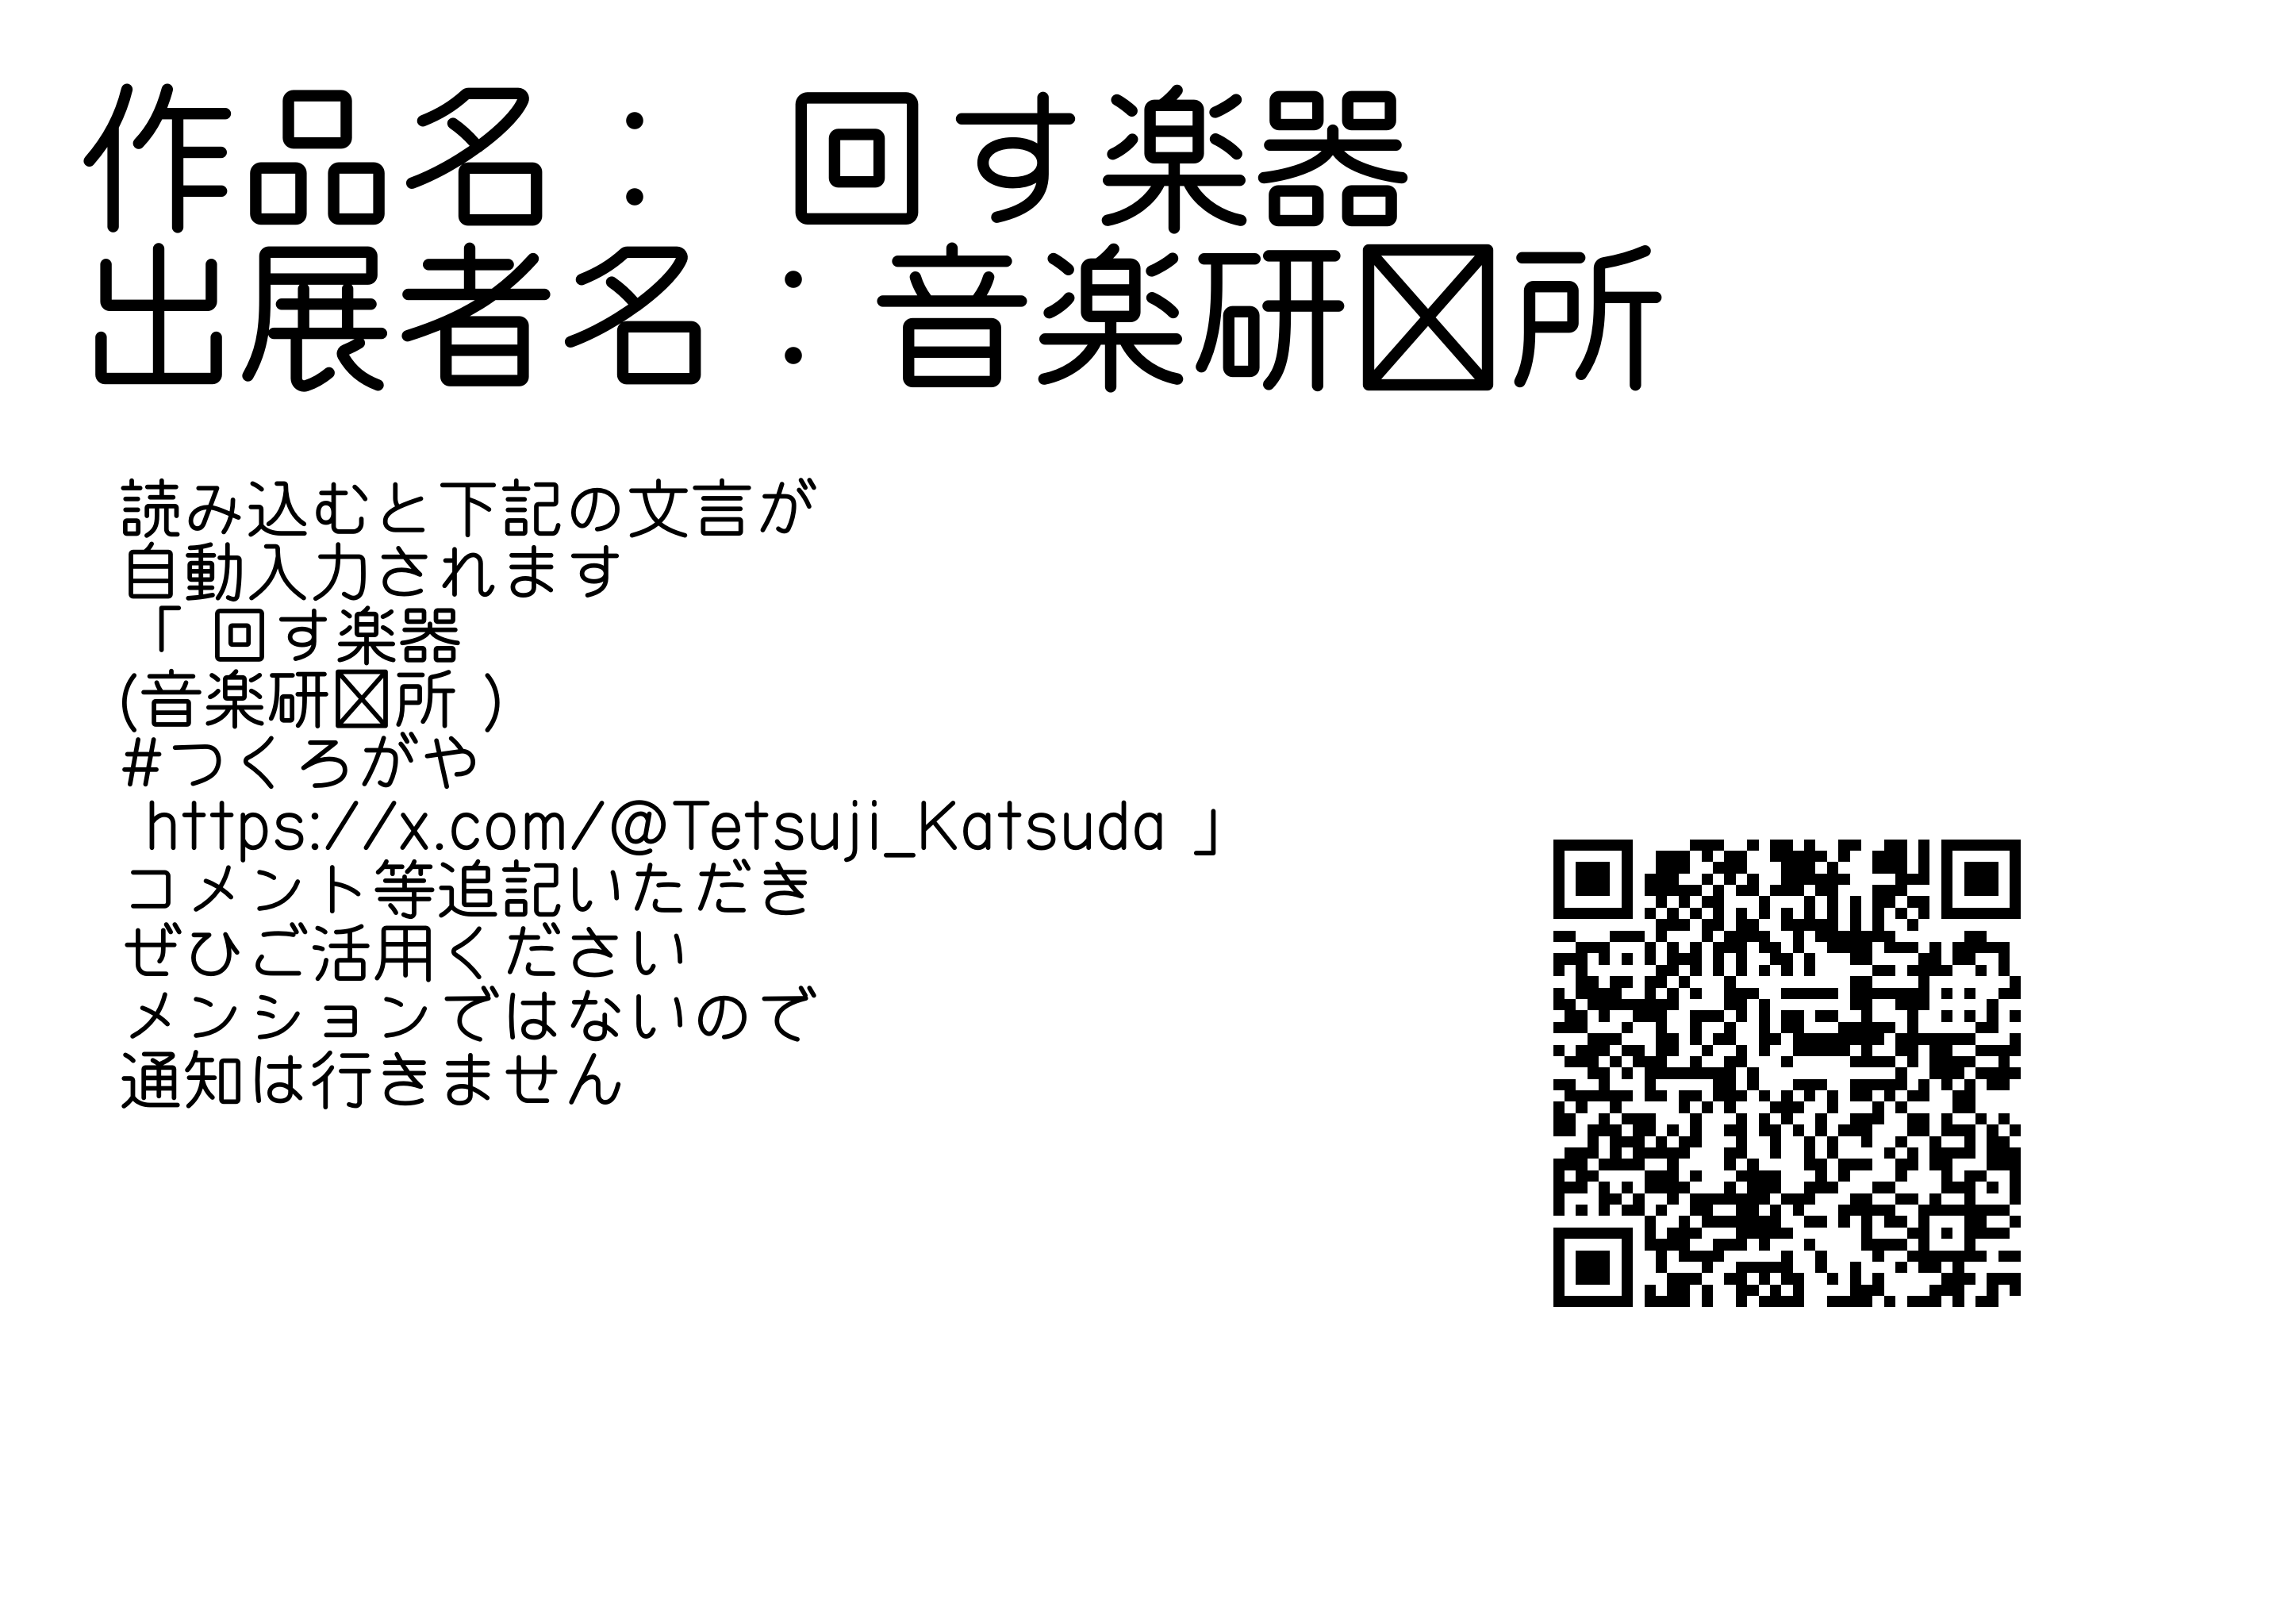 作品名： 回す楽器
出展者名：音楽研〼所
読み込むと下記の文言が
自動入力されます
「回す楽器
(音楽研〼所 )
#つくろがや
https://x.com/@Tetsuji_Katsuda 」
コメント等追記いただき
ぜひご活用ください
メンションではないので
通知は行きません